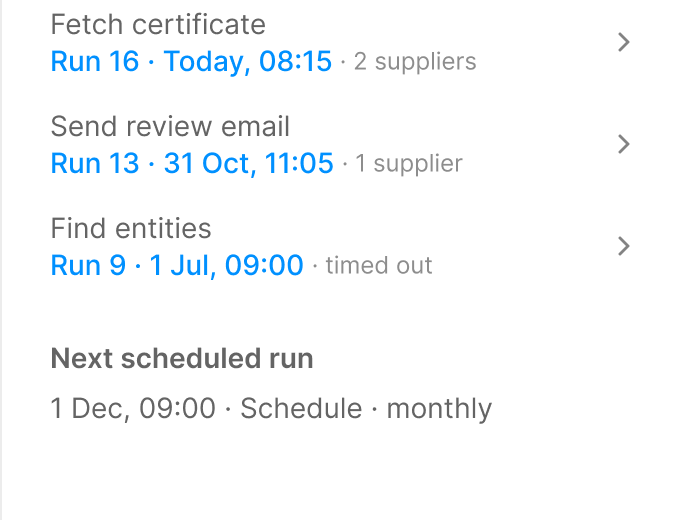 Fetch certificate
Run 16 · Today, 08:15 · 2 suppliers
Send review email
Run 13 · 31 Oct, 11:05 · 1 supplier
Find entities
Run 9 · 1 Jul, 09:00 · timed out
Next scheduled run
1 Dec, 09:00 · Schedule · monthly